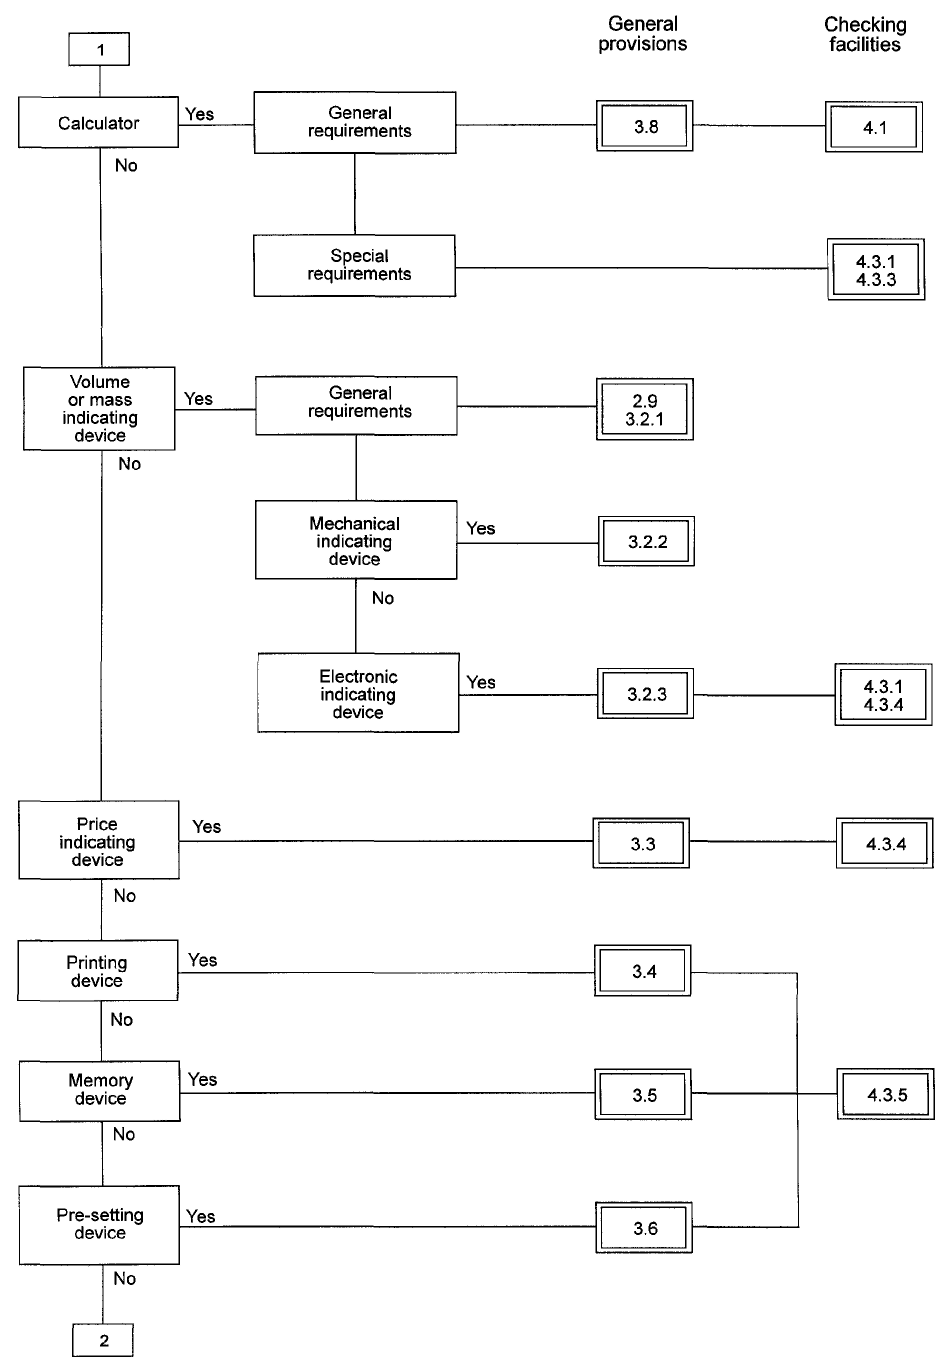 General
provisions
Checking
facilities
1
Calculator
Yes
General
requirements
3.8
4.1
No
Special
requirements
4.3.1
4.3.3
Volume
or mass
indicating
device
Yes
General
requirements
2.9
3.2.1
No
Mechanical
indicating
device
Yes
3.2.2
No
Electronic
indicating
device
Yes
3.2.3
4.3.1
4.3.4
Price
indicating
device
Yes
3.3
4.3.4
No
Printing
device
Yes
3.4
No
Memory
device
Yes
3.5
4.3.5
No
Pre-setting
device
Yes
3.6
No
2